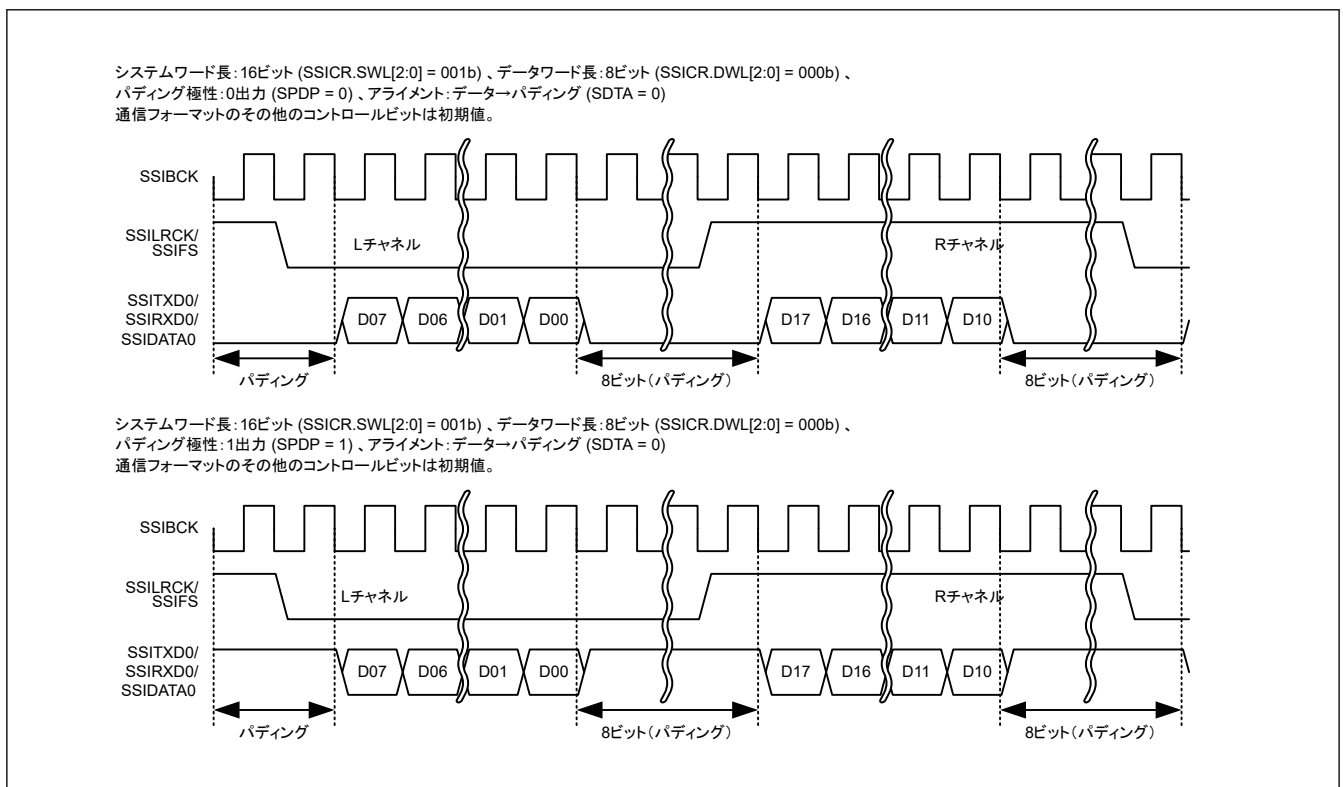 システムワード長：16ビット (SSICR.SWL[2:0] = 001b) 、データワード長：8ビット (SSICR.DWL[2:0] = 000b) 、
パディング極性：0出力 (SPDP = 0) 、アライメント：データ→パディング (SDTA = 0)
通信フォーマットのその他のコントロールビットは初期値。
SSIBCK
SSILRCK/
SSIFS
Lチャネル
Rチャネル
SSITXD0/
SSIRXD0/
SSIDATA0
D07 D06 D01 D00 D17 D16 D11 D10
パディング
8ビット（パディング）
8ビット（パディング）
システムワード長：16ビット (SSICR.SWL[2:0] = 001b) 、データワード長：8ビット (SSICR.DWL[2:0] = 000b) 、
パディング極性：1出力 (SPDP = 1) 、アライメント：データ→パディング (SDTA = 0)
通信フォーマットのその他のコントロールビットは初期値。
SSIBCK
SSILRCK/
SSIFS
Lチャネル
Rチャネル
SSITXD0/
SSIRXD0/
SSIDATA0
D07 D06 D01 D00 D17 D16 D11 D10
パディング
8ビット（パディング）
8ビット（パディング）